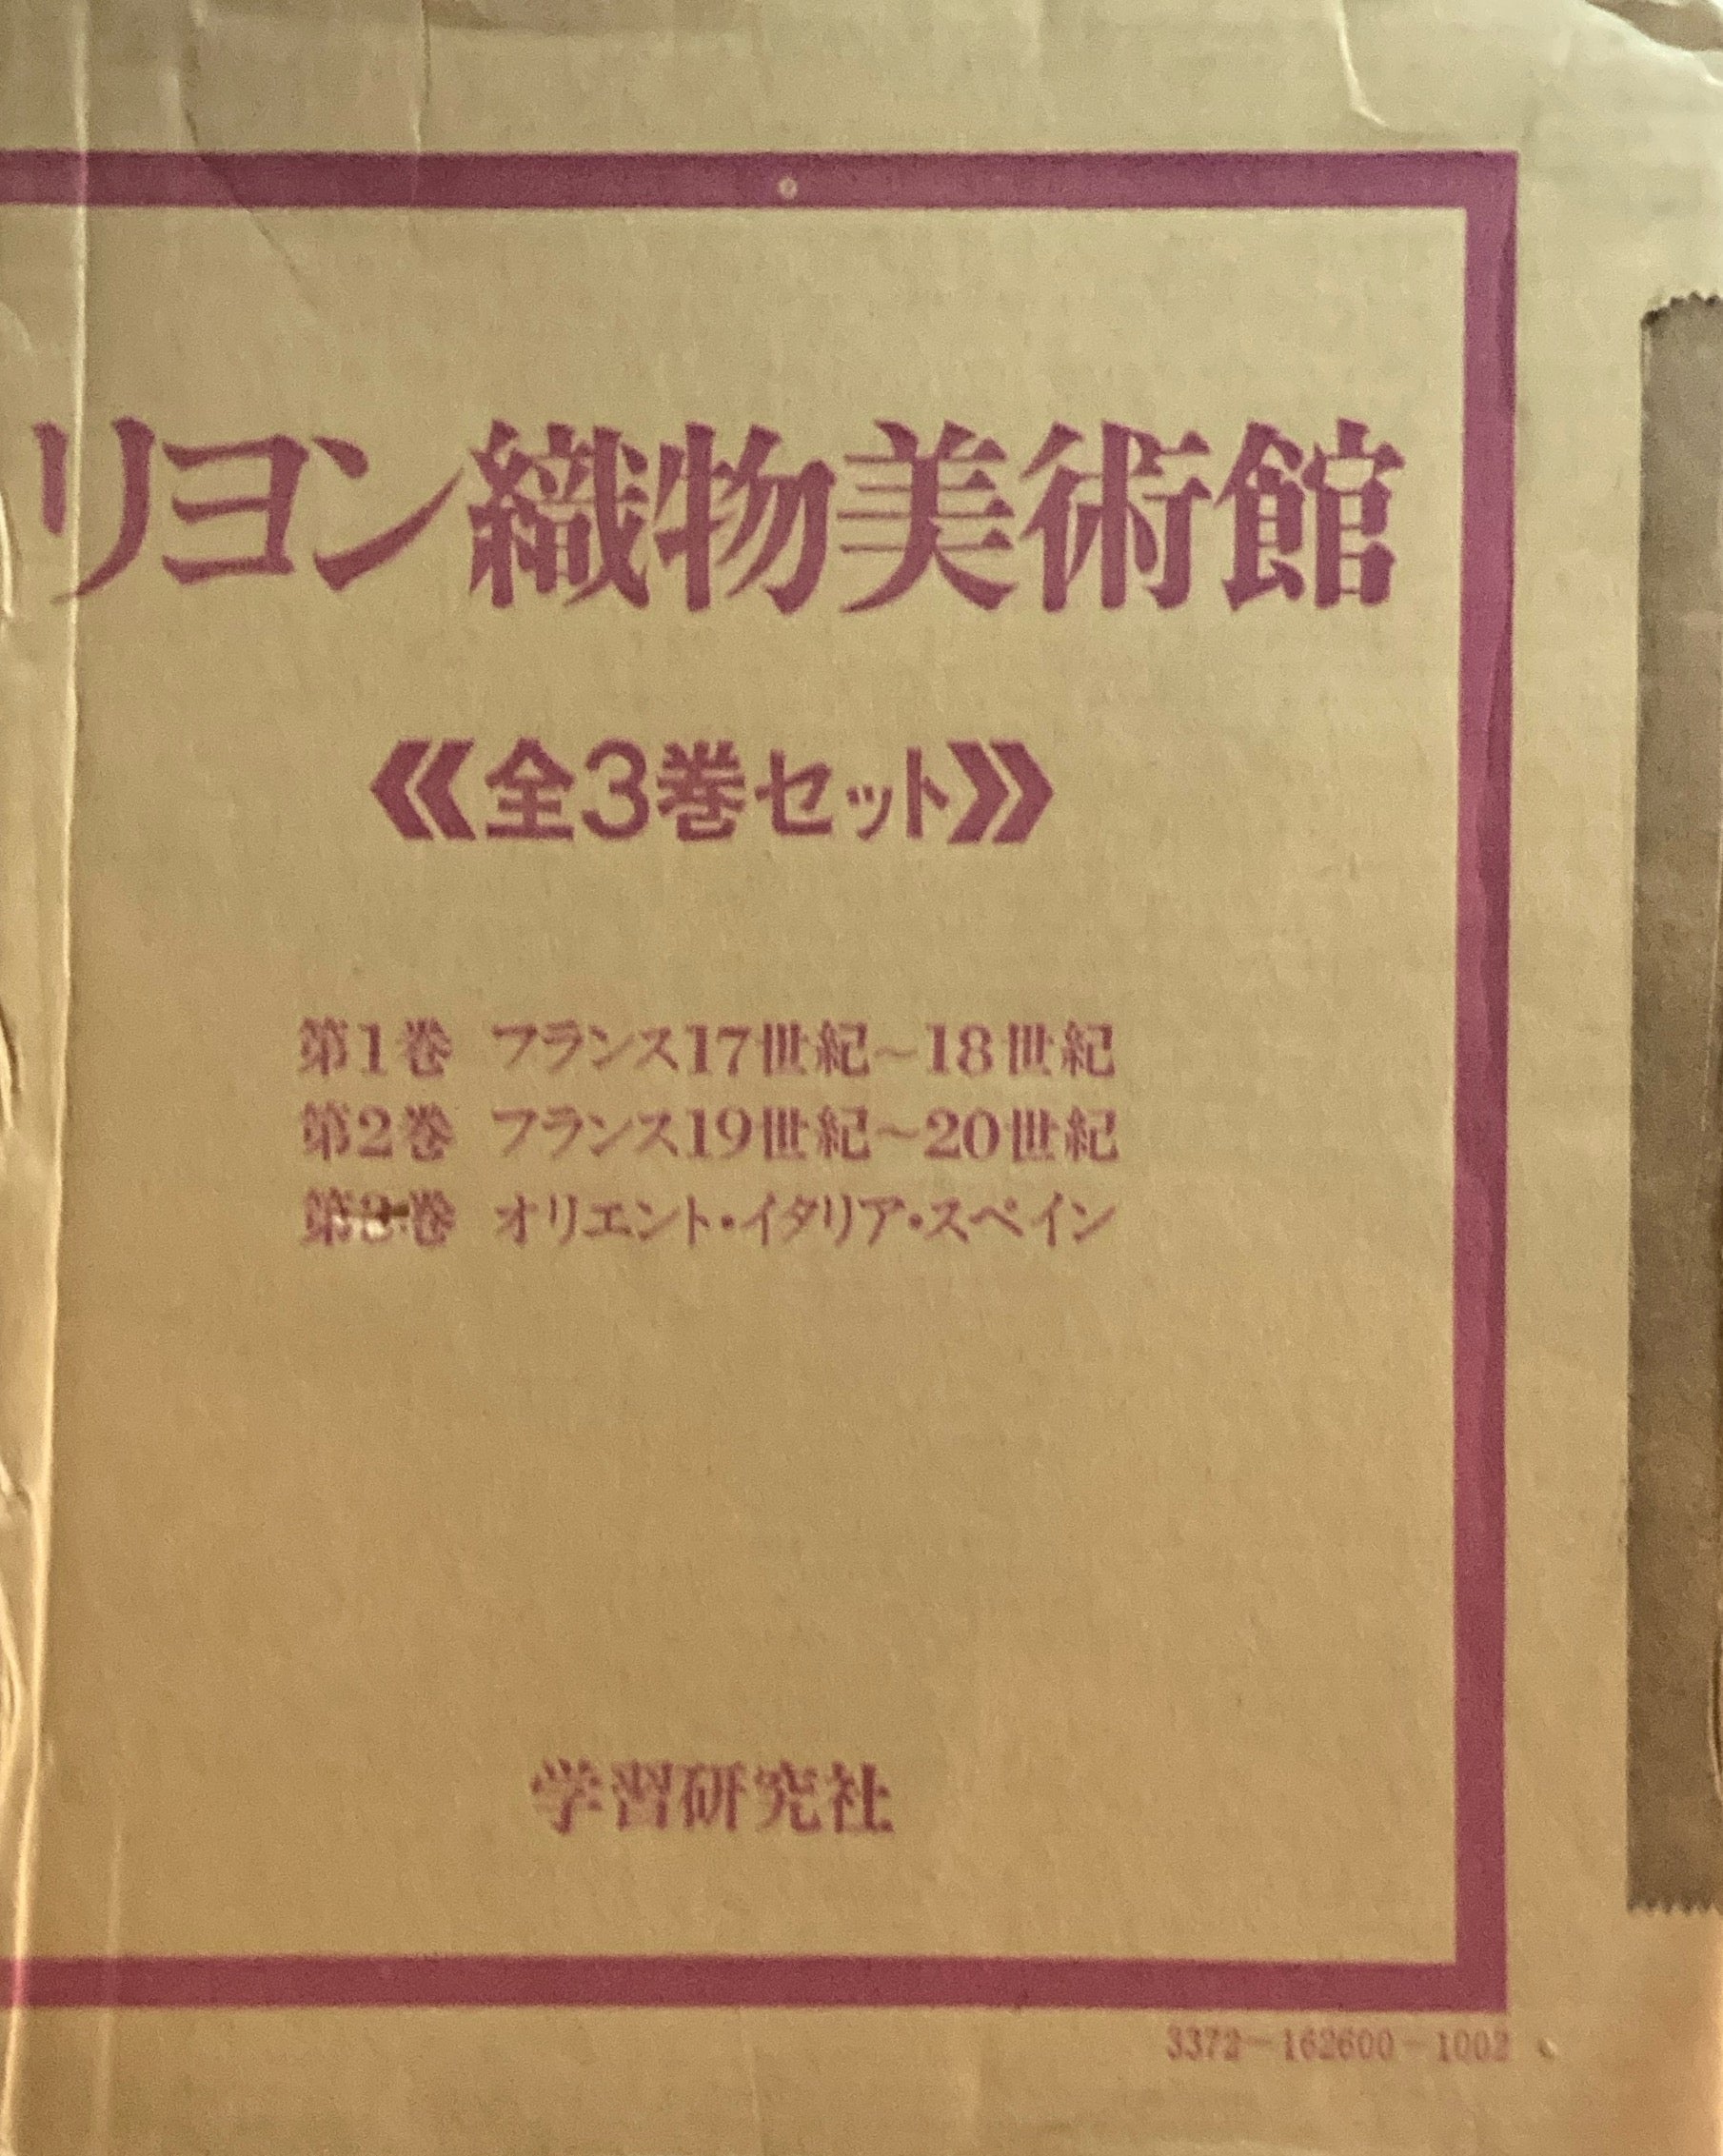 リヨン織物美術館
《全3巻セット》
第1巻 フランス17世紀～18世紀
第2巻 フランス19世紀～20世紀
第3巻 オリエント・イタリア・スペイン
学習研究社
3372-162600-1002